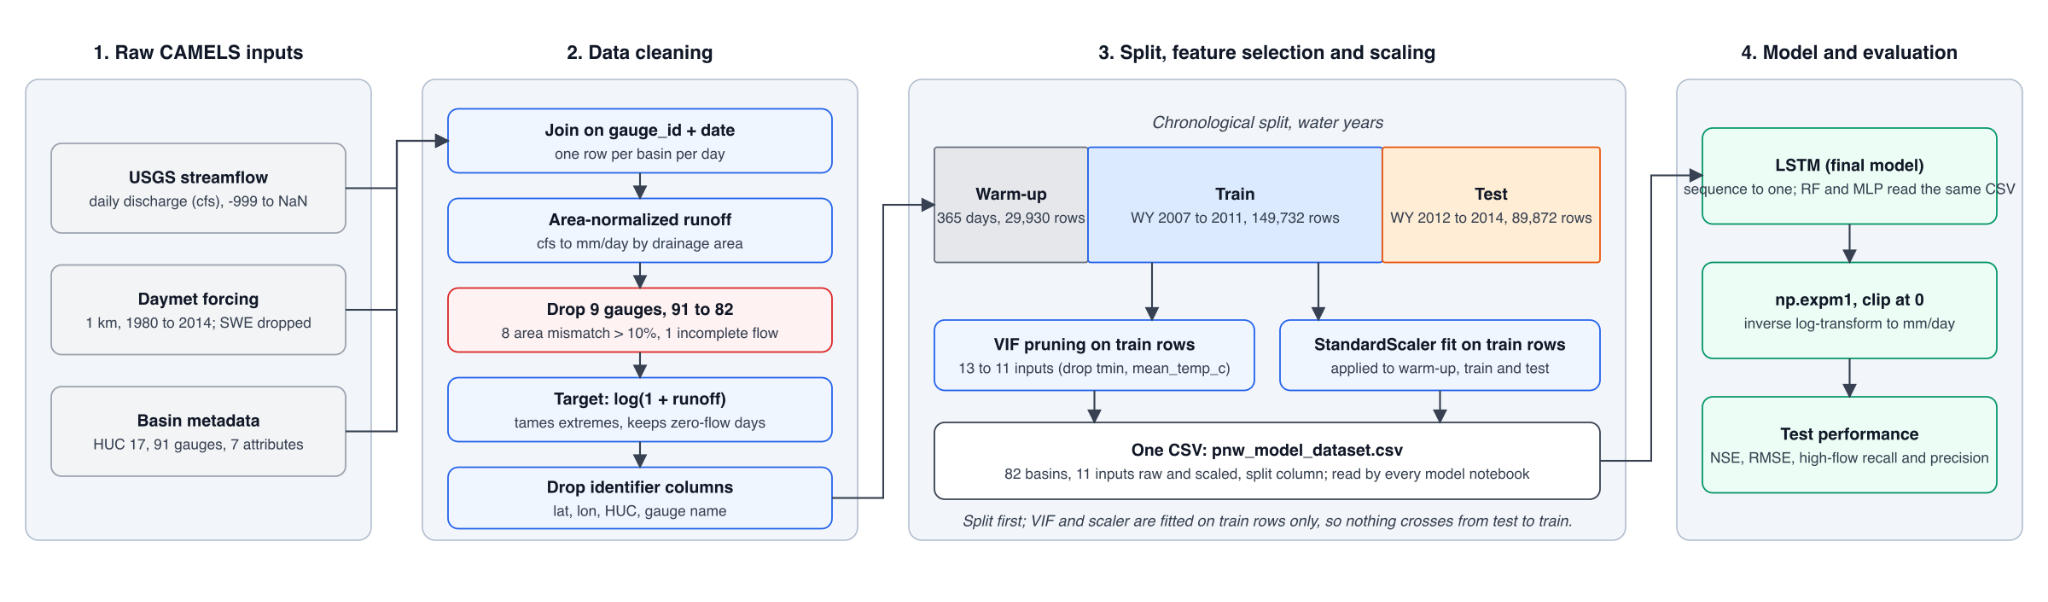 1. Raw CAMELS inputs
USGS streamflow
daily discharge (cfs), -999 to NaN
Daymet forcing
1 km, 1980 to 2014; SWE dropped
Basin metadata
HUC 17, 91 gauges, 7 attributes
2. Data cleaning
Join on gauge_id + date
one row per basin per day
Area-normalized runoff
cfs to mm/day by drainage area
Drop 9 gauges, 91 to 82
8 area mismatch > 10%, 1 incomplete flow
Target: log(1 + runoff)
tames extremes, keeps zero-flow days
Drop identifier columns
lat, lon, HUC, gauge name
3. Split, feature selection and scaling
Chronological split, water years
Warm-up
365 days, 29,930 rows
Train
WY 2007 to 2011, 149,732 rows
Test
WY 2012 to 2014, 89,872 rows
VIF pruning on train rows
13 to 11 inputs (drop tmin, mean_temp_c)
StandardScaler fit on train rows
applied to warm-up, train and test
One CSV: pnw_model_dataset.csv
82 basins, 11 inputs raw and scaled, split column; read by every model notebook
Split first; VIF and scaler are fitted on train rows only, so nothing crosses from test to train.
4. Model and evaluation
LSTM (final model)
sequence to one; RF and MLP read the same CSV
np.expm1, clip at 0
inverse log-transform to mm/day
Test performance
NSE, RMSE, high-flow recall and precision